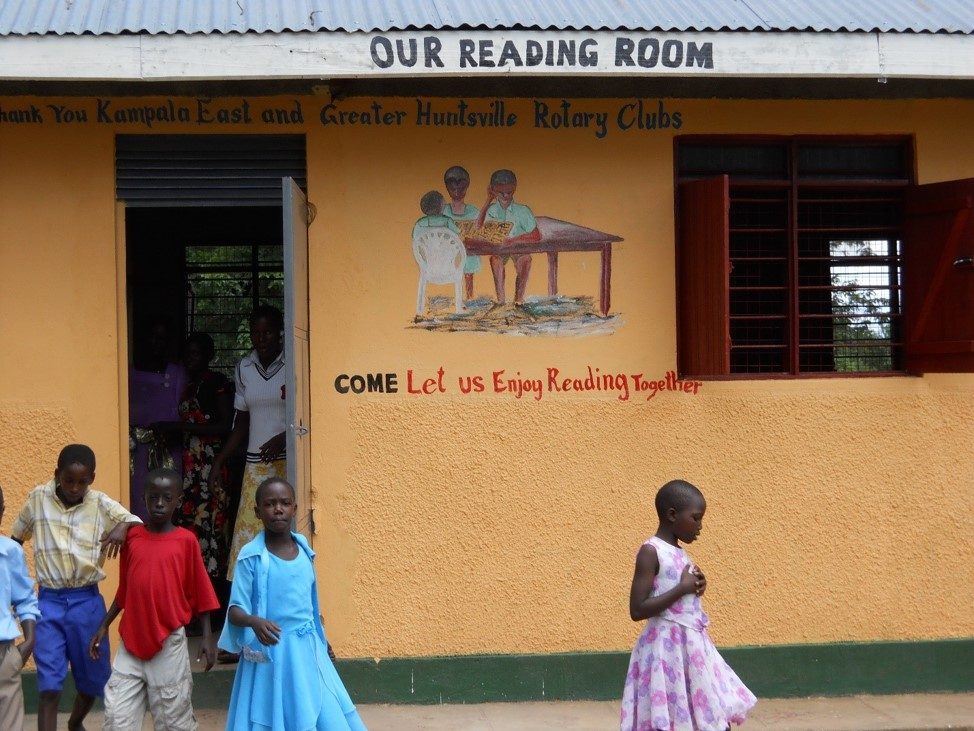 OUR READING ROOM
hank You Kampala East and Greater Huntsville Rotary Clubs
COME Let us Enjoy Reading Together